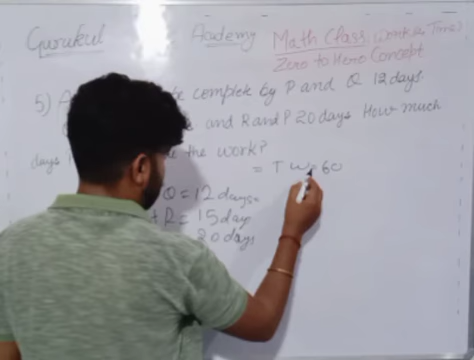 Gurukul Academy Math Class (Work & Time)
Zero to Hero Concept
5) A complete by P and Q 12 days
and R and P 20 days How much
days the work?
= T W = 60
Q = 12 days
+ R = 15 day
20 days